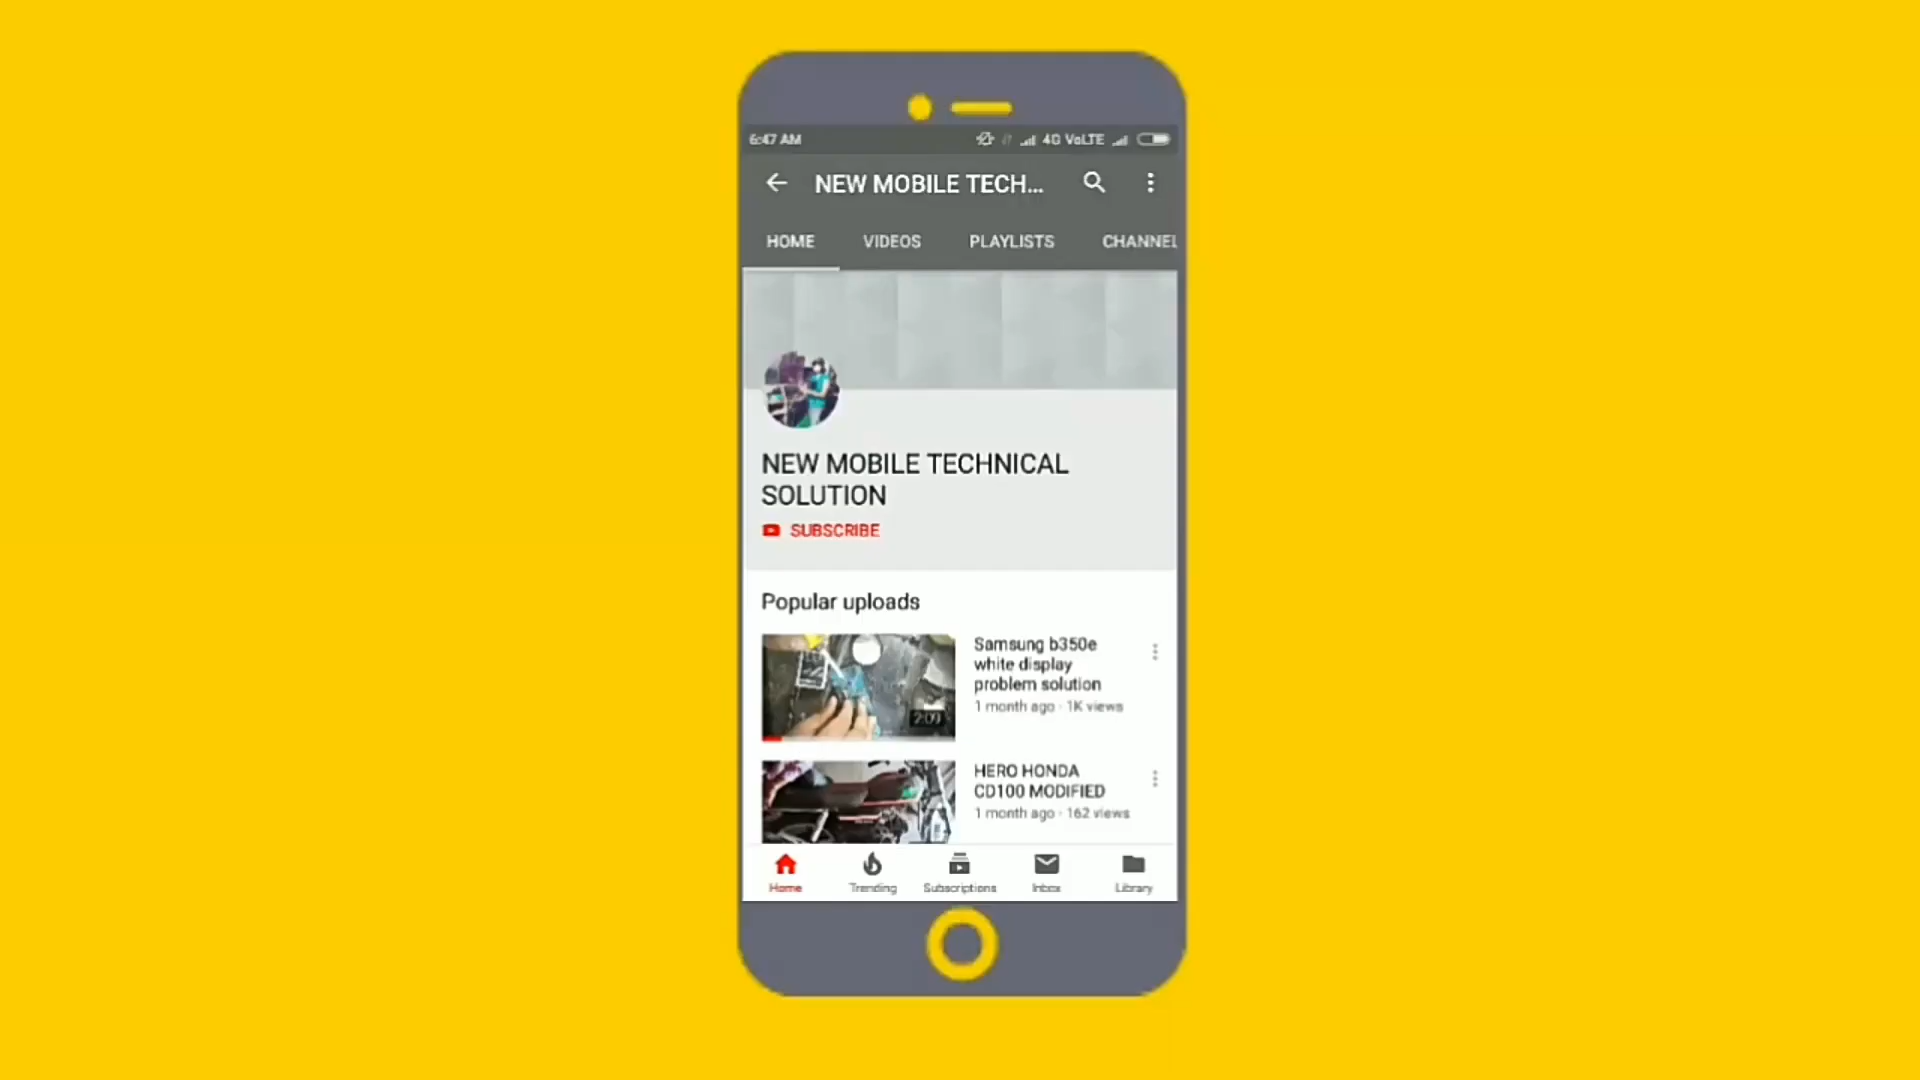 6:47 AM
4G VoLTE
NEW MOBILE TECH...
HOME VIDEOS PLAYLISTS CHANNEL
NEW MOBILE TECHNICAL
SOLUTION
SUBSCRIBE
Popular uploads
Samsung b350e
white display
problem solution
1 month ago · 1K views
2:09
HERO HONDA
CD100 MODIFIED
1 month ago · 162 views
Home Trending Subscriptions Inbox Library